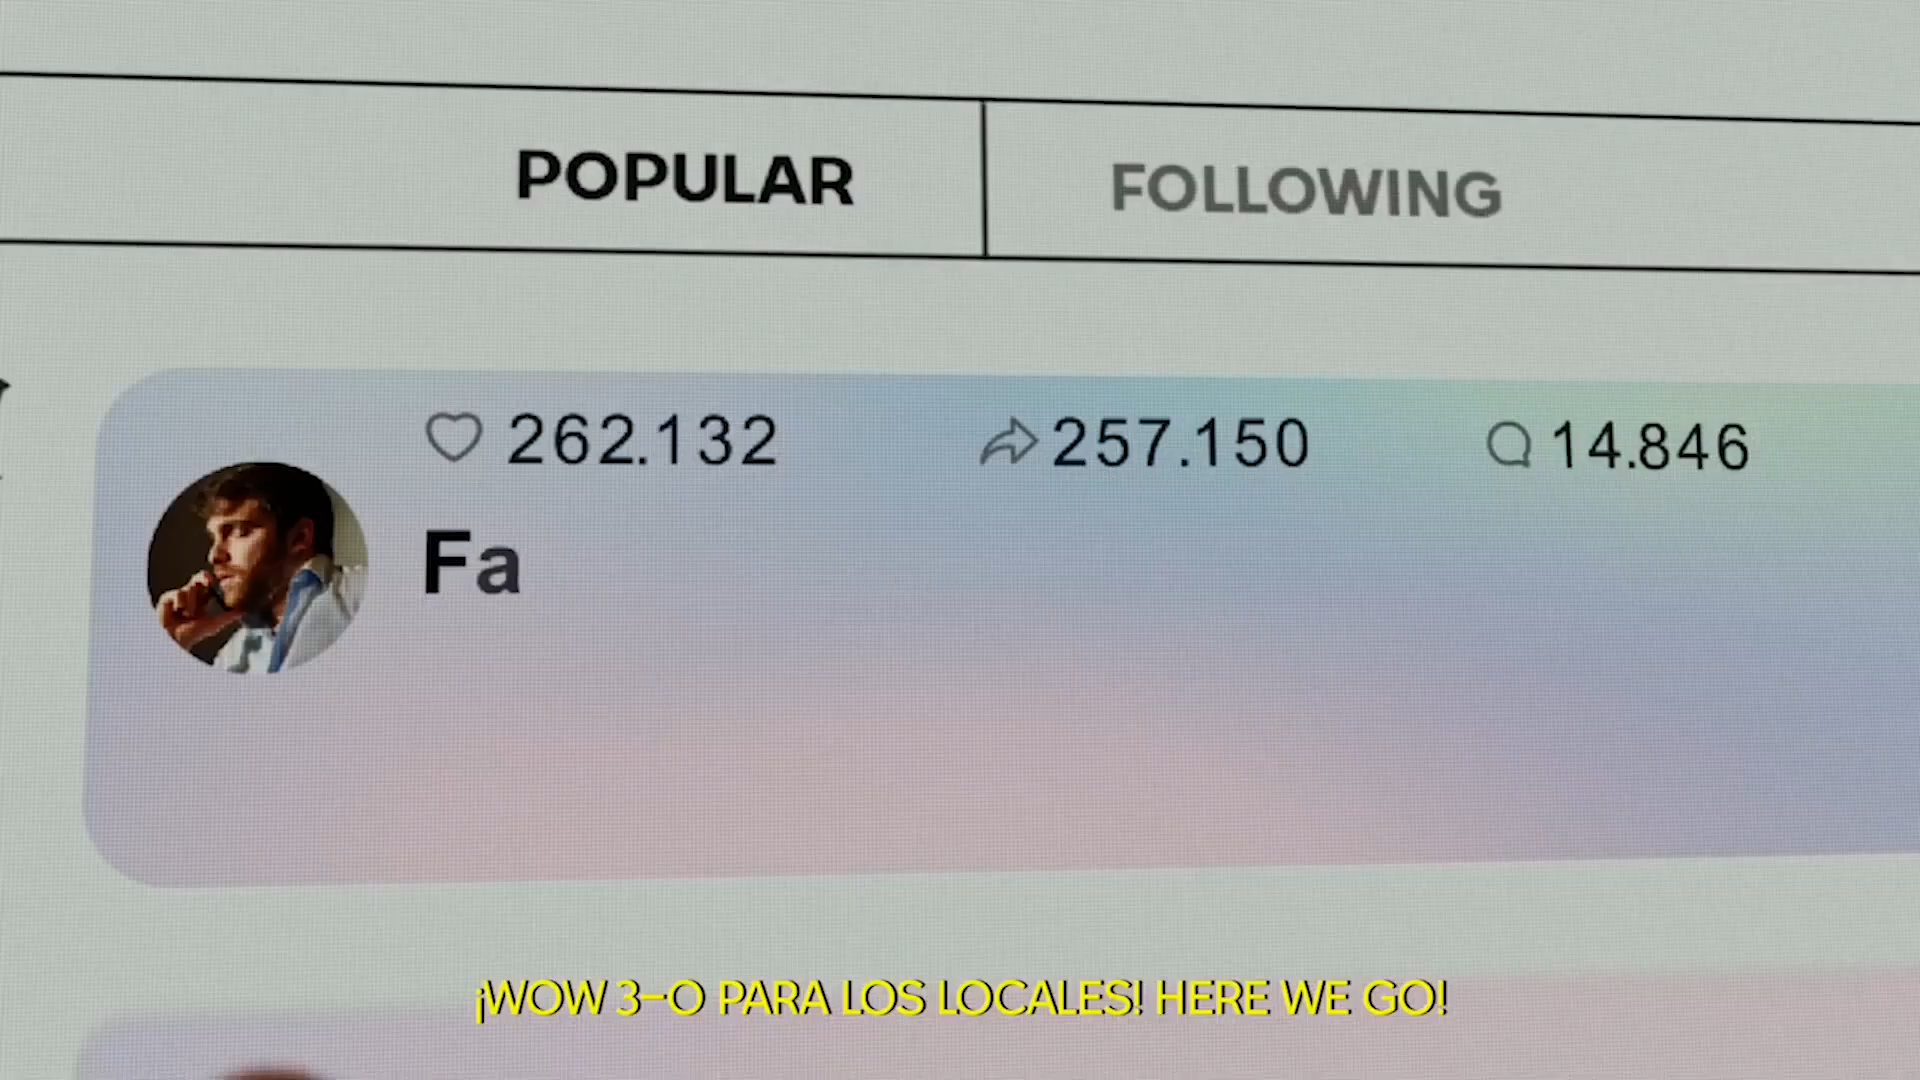 POPULAR
FOLLOWING
262.132
257.150
14.846
Fa
¡WOW 3-0 PARA LOS LOCALES! HERE WE GO!